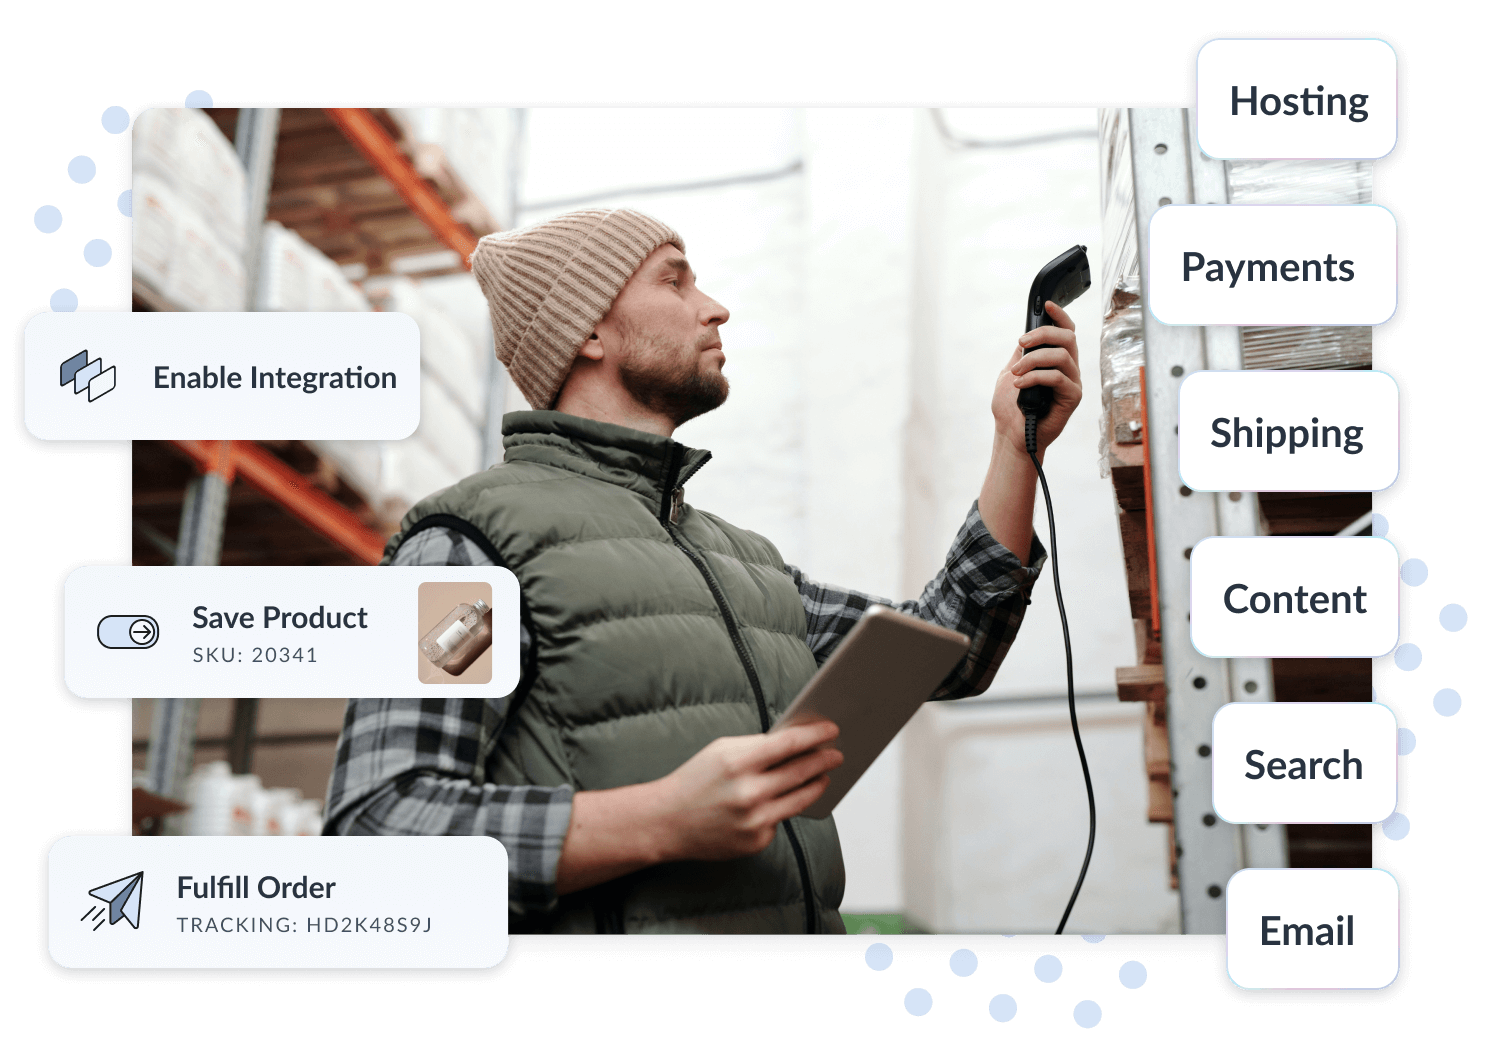 Hosting
Payments
Enable Integration
Shipping
Content
Save Product
SKU: 20341
Search
Fulfill Order
TRACKING: HD2K48S9J
Email